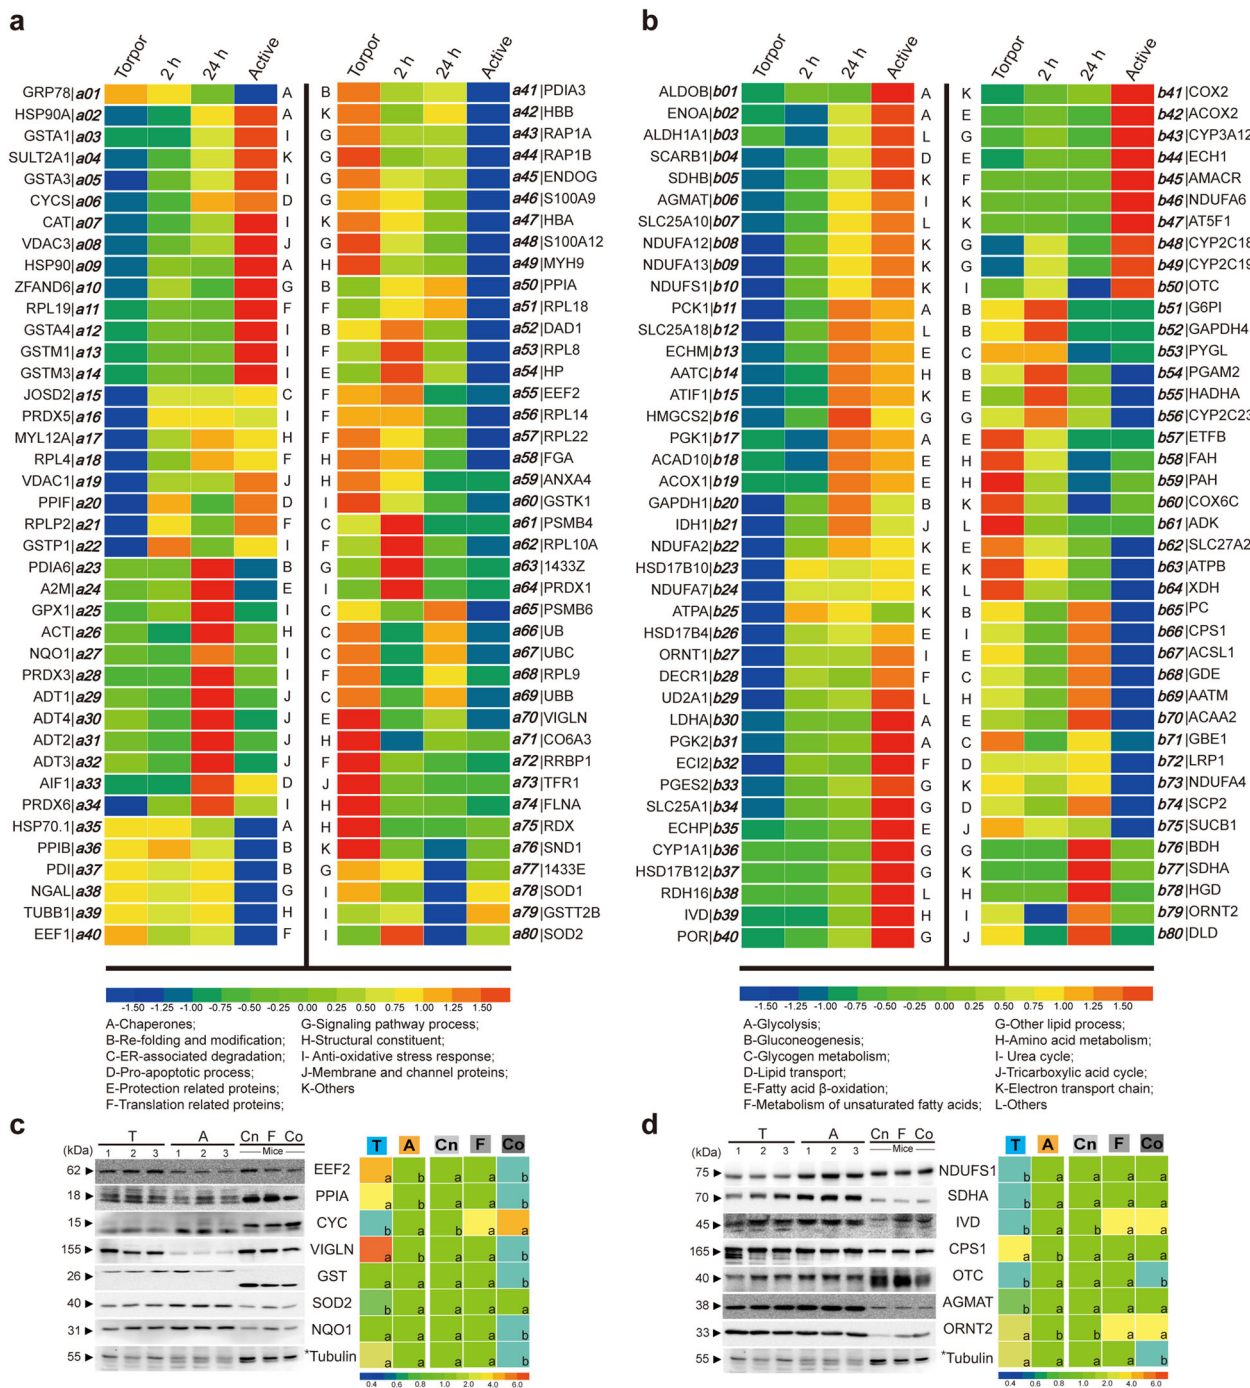 a
Torpor 2 h 24 h Active
Torpor 2 h 24 h Active
GRP78|a01 A B a41|PDIA3
HSP90A|a02 A K a42|HBB
GSTA1|a03 I G a43|RAP1A
SULT2A1|a04 K G a44|RAP1B
GSTA3|a05 I G a45|ENDOG
CYCS|a06 D G a46|S100A9
CAT|a07 I K a47|HBA
VDAC3|a08 J G a48|S100A12
HSP90|a09 A H a49|MYH9
ZFAND6|a10 G B a50|PPIA
RPL19|a11 F F a51|RPL18
GSTA4|a12 I B a52|DAD1
GSTM1|a13 I F a53|RPL8
GSTM3|a14 I E a54|HP
JOSD2|a15 C F a55|EEF2
PRDX5|a16 I F a56|RPL14
MYL12A|a17 H F a57|RPL22
RPL4|a18 F H a58|FGA
VDAC1|a19 J H a59|ANXA4
PPIF|a20 D I a60|GSTK1
RPLP2|a21 F C a61|PSMB4
GSTP1|a22 I F a62|RPL10A
PDIA6|a23 B G a63|1433Z
A2M|a24 E I a64|PRDX1
GPX1|a25 I C a65|PSMB6
ACT|a26 H C a66|UB
NQO1|a27 I C a67|UBC
PRDX3|a28 I F a68|RPL9
ADT1|a29 J C a69|UBB
ADT4|a30 J E a70|VIGLN
ADT2|a31 J H a71|CO6A3
ADT3|a32 J F a72|RRBP1
AIF1|a33 D J a73|TFR1
PRDX6|a34 I H a74|FLNA
HSP70.1|a35 A H a75|RDX
PPIB|a36 B K a76|SND1
PDI|a37 B G a77|1433E
NGAL|a38 G I a78|SOD1
TUBB1|a39 H I a79|GSTT2B
EEF1|a40 F I a80|SOD2
-1.50 -1.25 -1.00 -0.75 -0.50 -0.25 0.00 0.25 0.50 0.75 1.00 1.25 1.50
A-Chaperones; G-Signaling pathway process;
B-Re-folding and modification; H-Structural constituent;
C-ER-associated degradation; I- Anti-oxidative stress response;
D-Pro-apoptotic process; J-Membrane and channel proteins;
E-Protection related proteins; K-Others
F-Translation related proteins;
b
Torpor 2 h 24 h Active
Torpor 2 h 24 h Active
ALDOB|b01 A K b41|COX2
ENOA|b02 A E b42|ACOX2
ALDH1A1|b03 L G b43|CYP3A12
SCARB1|b04 D E b44|ECH1
SDHB|b05 K F b45|AMACR
AGMAT|b06 I K b46|NDUFA6
SLC25A10|b07 L K b47|AT5F1
NDUFA12|b08 K G b48|CYP2C18
NDUFA13|b09 K G b49|CYP2C19
NDUFS1|b10 K I b50|OTC
PCK1|b11 A B b51|G6PI
SLC25A18|b12 L B b52|GAPDH4
ECHM|b13 E C b53|PYGL
AATC|b14 H B b54|PGAM2
ATIF1|b15 K E b55|HADHA
HMGCS2|b16 G G b56|CYP2C23
PGK1|b17 A E b57|ETFB
ACAD10|b18 E H b58|FAH
ACOX1|b19 E H b59|PAH
GAPDH1|b20 B K b60|COX6C
IDH1|b21 J L b61|ADK
NDUFA2|b22 K E b62|SLC27A2
HSD17B10|b23 E K b63|ATPB
NDUFA7|b24 K L b64|XDH
ATPA|b25 K B b65|PC
HSD17B4|b26 E I b66|CPS1
ORNT1|b27 I E b67|ACSL1
DECR1|b28 F C b68|GDE
UD2A1|b29 L H b69|AATM
LDHA|b30 A E b70|ACAA2
PGK2|b31 A C b71|GBE1
ECI2|b32 F D b72|LRP1
PGES2|b33 G K b73|NDUFA4
SLC25A1|b34 G D b74|SCP2
ECHP|b35 E J b75|SUCB1
CYP1A1|b36 G G b76|BDH
HSD17B12|b37 G K b77|SDHA
RDH16|b38 L H b78|HGD
IVD|b39 H I b79|ORNT2
POR|b40 G J b80|DLD
-1.50 -1.25 -1.00 -0.75 -0.50 -0.25 0.00 0.25 0.50 0.75 1.00 1.25 1.50
A-Glycolysis; G-Other lipid process;
B-Gluconeogenesis; H-Amino acid metabolism;
C-Glycogen metabolism; I- Urea cycle;
D-Lipid transport; J-Tricarboxylic acid cycle;
E-Fatty acid β-oxidation; K-Electron transport chain;
F-Metabolism of unsaturated fatty acids; L-Others
c
T A Cn F Co T A Cn F Co
(kDa) 1 2 3 1 2 3 Mice
62 EEF2 a b a a b
18 PPIA a a a a b
15 CYC b a b a a
155 VIGLN a b a a b
26 GST a a a a b
40 SOD2 b a a a a
31 NQO1 a a a a b
55 *Tubulin a a a a a
0.4 0.6 0.8 1.0 2.0 4.0 6.0
d
T A Cn F Co T A Cn F Co
(kDa) 1 2 3 1 2 3 Mice
75 NDUFS1 b a a a a
70 SDHA b a a a a
45 IVD b a b a a
165 CPS1 a a a a a
40 OTC b a a a b
38 AGMAT b a a a a
33 ORNT2 a a b a a
55 *Tubulin a a a a b
0.4 0.6 0.8 1.0 2.0 4.0 6.0